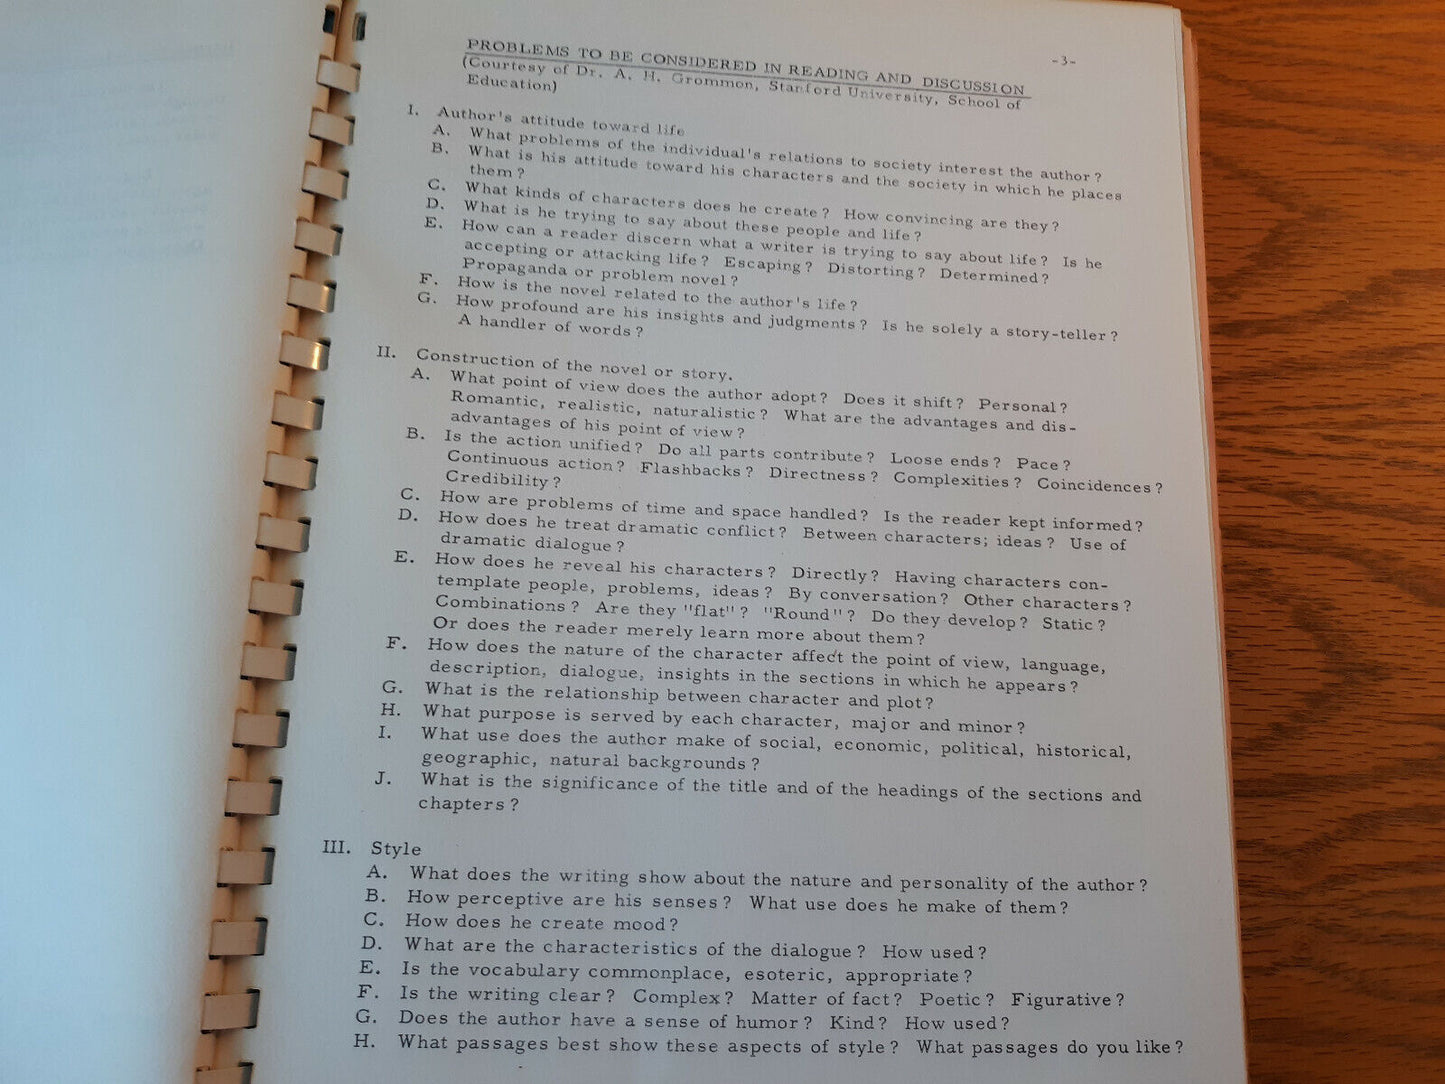 -3-
PROBLEMS TO BE CONSIDERED IN READING AND DISCUSSION
(Courtesy of Dr. A. H. Grommon, Stanford University, School of
Education)
I. Author's attitude toward life
A. What problems of the individual's relations to society interest the author?
B. What is his attitude toward his characters and the society in which he places
them?
C. What kinds of characters does he create? How convincing are they?
D. What is he trying to say about these people and life?
E. How can a reader discern what a writer is trying to say about life? Is he
accepting or attacking life? Escaping? Distorting? Determined?
Propaganda or problem novel?
F. How is the novel related to the author's life?
G. How profound are his insights and judgments? Is he solely a story-teller?
A handler of words?
II. Construction of the novel or story.
A. What point of view does the author adopt? Does it shift? Personal?
Romantic, realistic, naturalistic? What are the advantages and dis-
advantages of his point of view?
B. Is the action unified? Do all parts contribute? Loose ends? Pace?
Continuous action? Flashbacks? Directness? Complexities? Coincidences?
Credibility?
C. How are problems of time and space handled? Is the reader kept informed?
D. How does he treat dramatic conflict? Between characters; ideas? Use of
dramatic dialogue?
E. How does he reveal his characters? Directly? Having characters con-
template people, problems, ideas? By conversation? Other characters?
Combinations? Are they "flat"? "Round"? Do they develop? Static?
Or does the reader merely learn more about them?
F. How does the nature of the character affect the point of view, language,
description, dialogue, insights in the sections in which he appears?
G. What is the relationship between character and plot?
H. What purpose is served by each character, major and minor?
I. What use does the author make of social, economic, political, historical,
geographic, natural backgrounds?
J. What is the significance of the title and of the headings of the sections and
chapters?
III. Style
A. What does the writing show about the nature and personality of the author?
B. How perceptive are his senses? What use does he make of them?
C. How does he create mood?
D. What are the characteristics of the dialogue? How used?
E. Is the vocabulary commonplace, esoteric, appropriate?
F. Is the writing clear? Complex? Matter of fact? Poetic? Figurative?
G. Does the author have a sense of humor? Kind? How used?
H. What passages best show these aspects of style? What passages do you like?